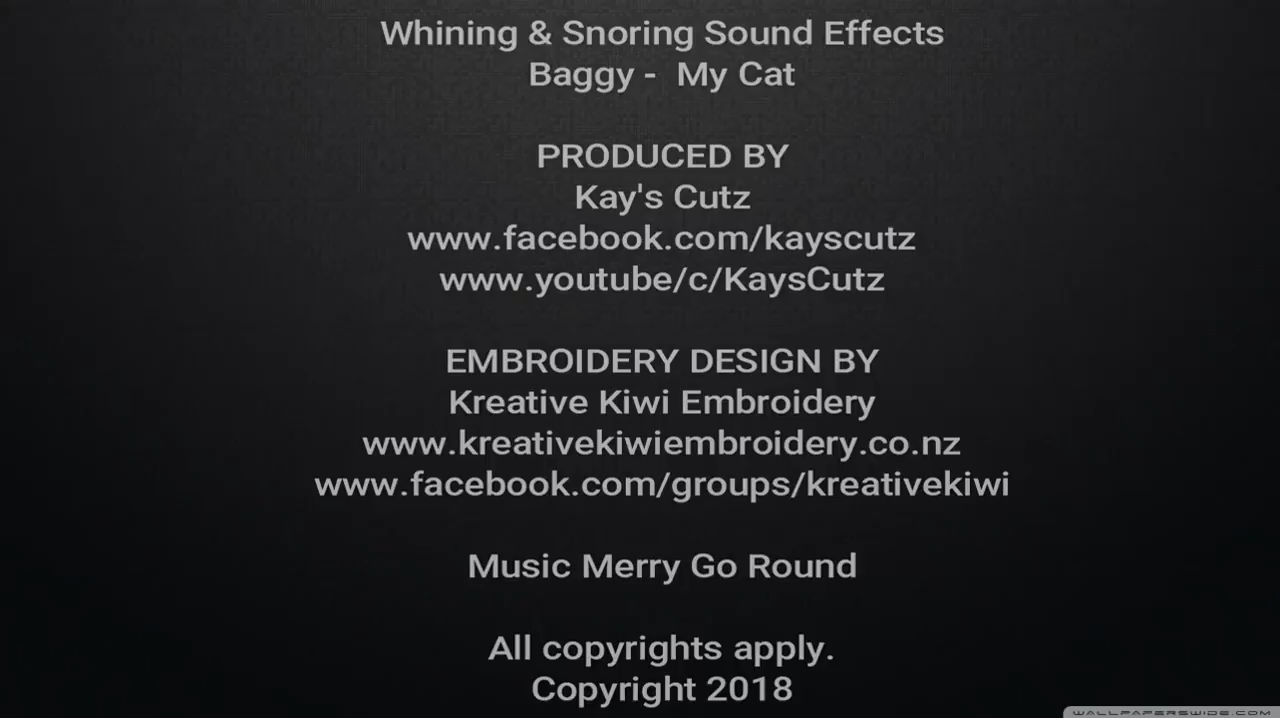 Whining & Snoring Sound Effects
Baggy -  My Cat
PRODUCED BY
Kay's Cutz
www.facebook.com/kayscutz
www.youtube/c/KaysCutz
EMBROIDERY DESIGN BY
Kreative Kiwi Embroidery
www.kreativekiwiembroidery.co.nz
www.facebook.com/groups/kreativekiwi
Music Merry Go Round
All copyrights apply.
Copyright 2018
WALLPAPERSWIDE.COM